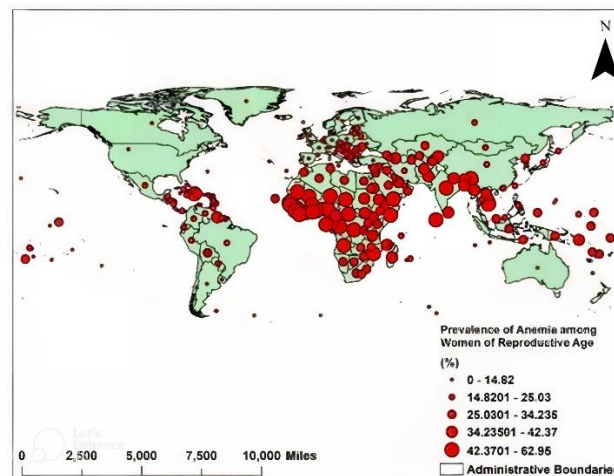 N
Prevalence of Anemia among
Women of Reproductive Age
(%)
0 - 14.82
14.8201 - 25.03
25.0301 - 34.235
34.23501 - 42.37
42.3701 - 62.95
Administrative Boundaries
Let's
Enhance
0 2,500 5,000 7,500 10,000 Miles